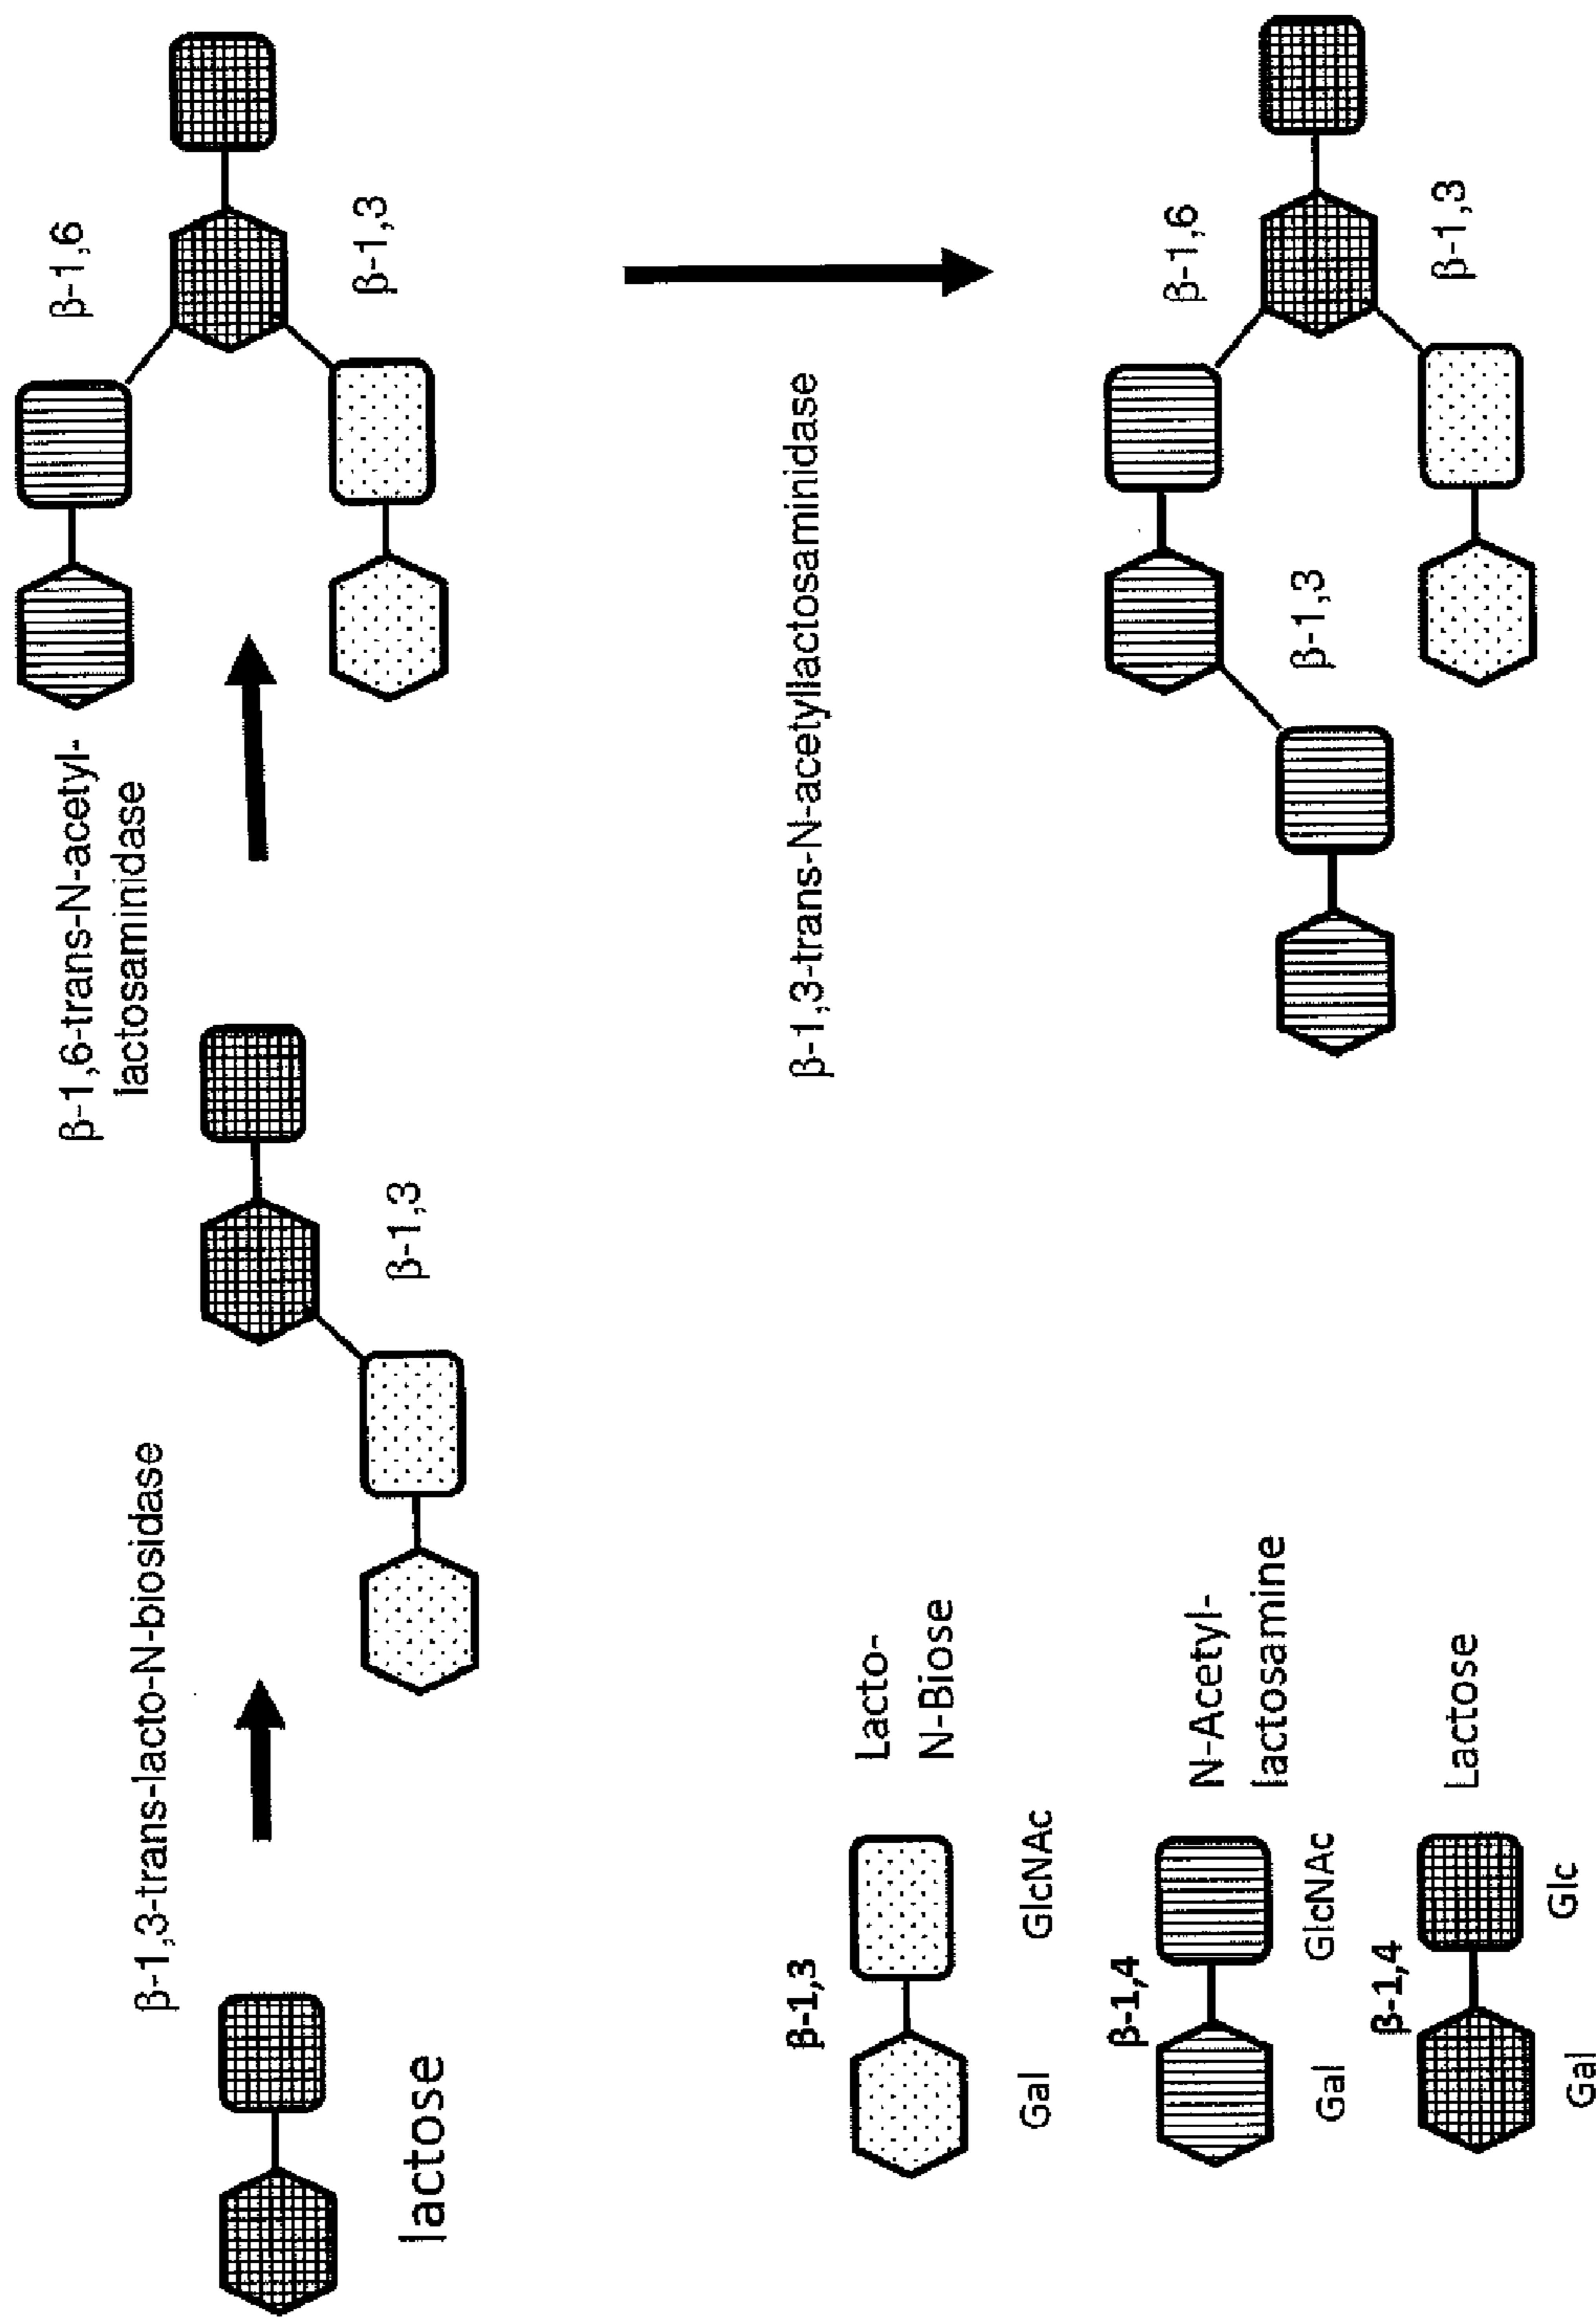 lactose
β-1,3-trans-lacto-N-biosidase
β-1,3
β-1,6-trans-N-acetyl-
lactosaminidase
β-1,6
β-1,3
β-1,3-trans-N-acetyllactosaminidase
β-1,6
β-1,3
β-1,3
β-1,3
Gal
GlcNAc
Lacto-
N-Biose
β-1,4
Gal
GlcNAc
N-Acetyl-
lactosamine
β-1,4
Gal
Glc
Lactose